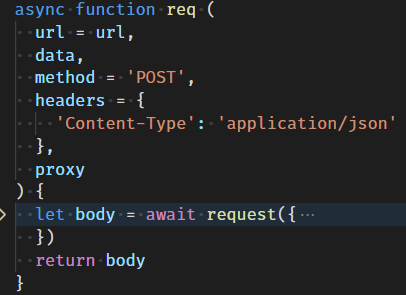 async function req (
  url = url,
  data,
  method = 'POST',
  headers = {
    'Content-Type': 'application/json'
  },
  proxy
) {
  let body = await request({ ⋯
  })
  return body
}